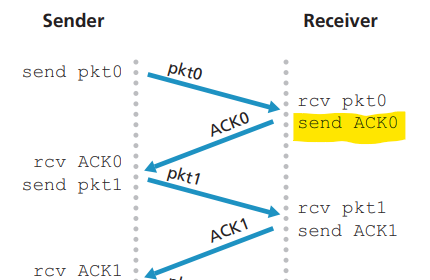 Sender
Receiver
send pkt0
pkt0
rcv pkt0
send ACK0
ACK0
rcv ACK0
send pkt1
pkt1
rcv pkt1
send ACK1
ACK1
rcv ACK1